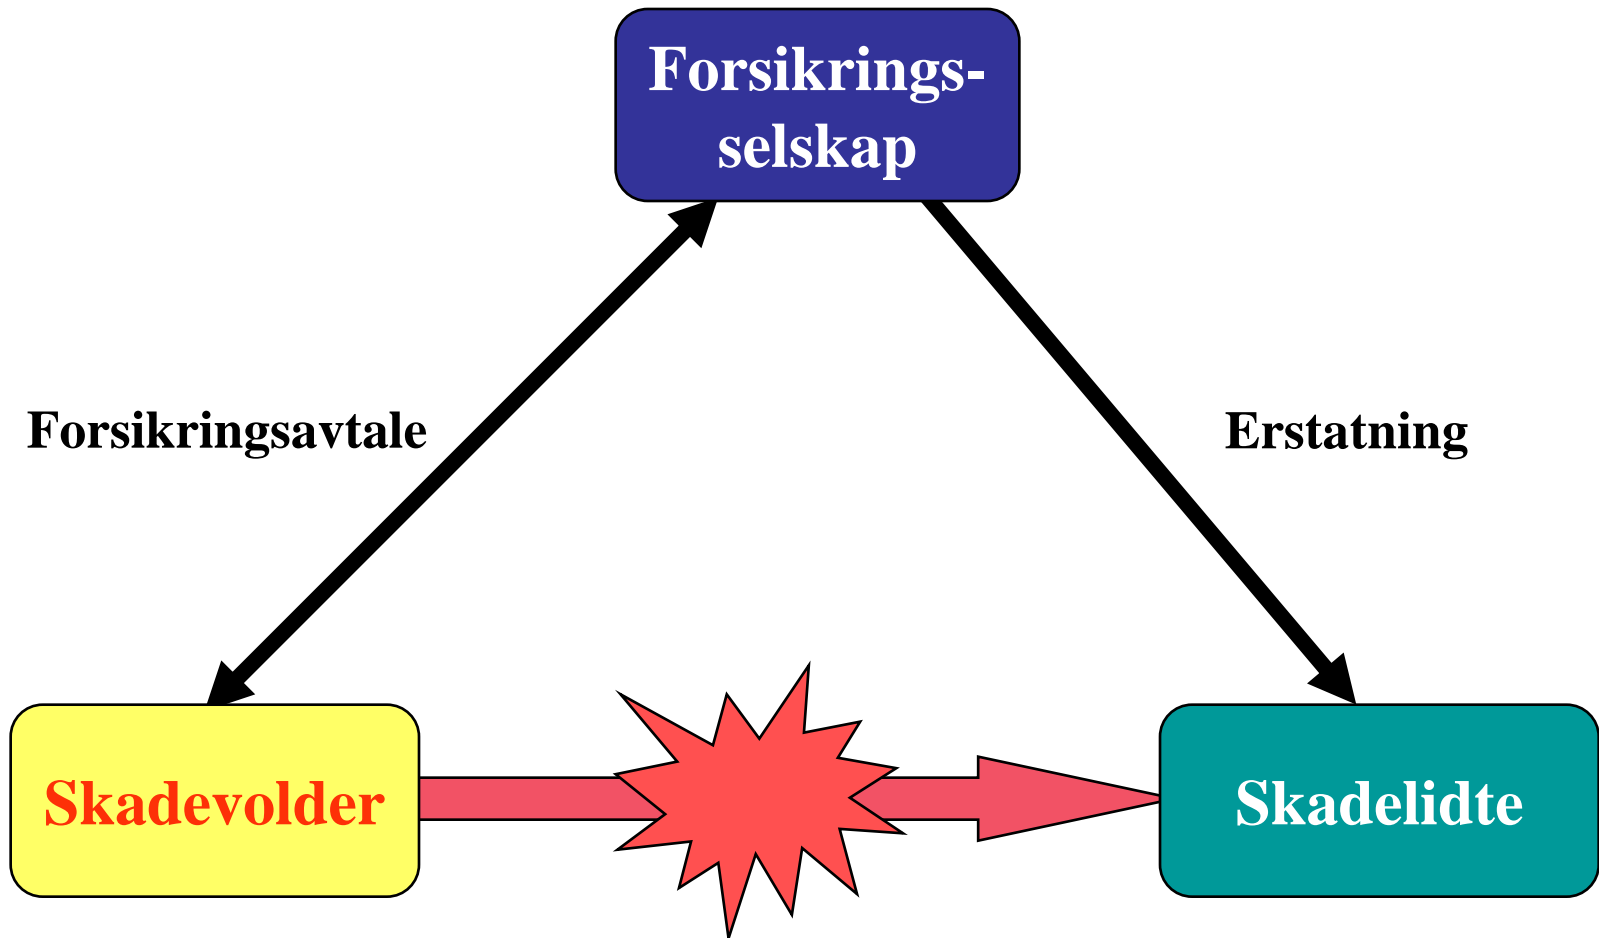 Forsikrings-
selskap
Forsikringsavtale
Erstatning
Skadevolder
Skadelidte